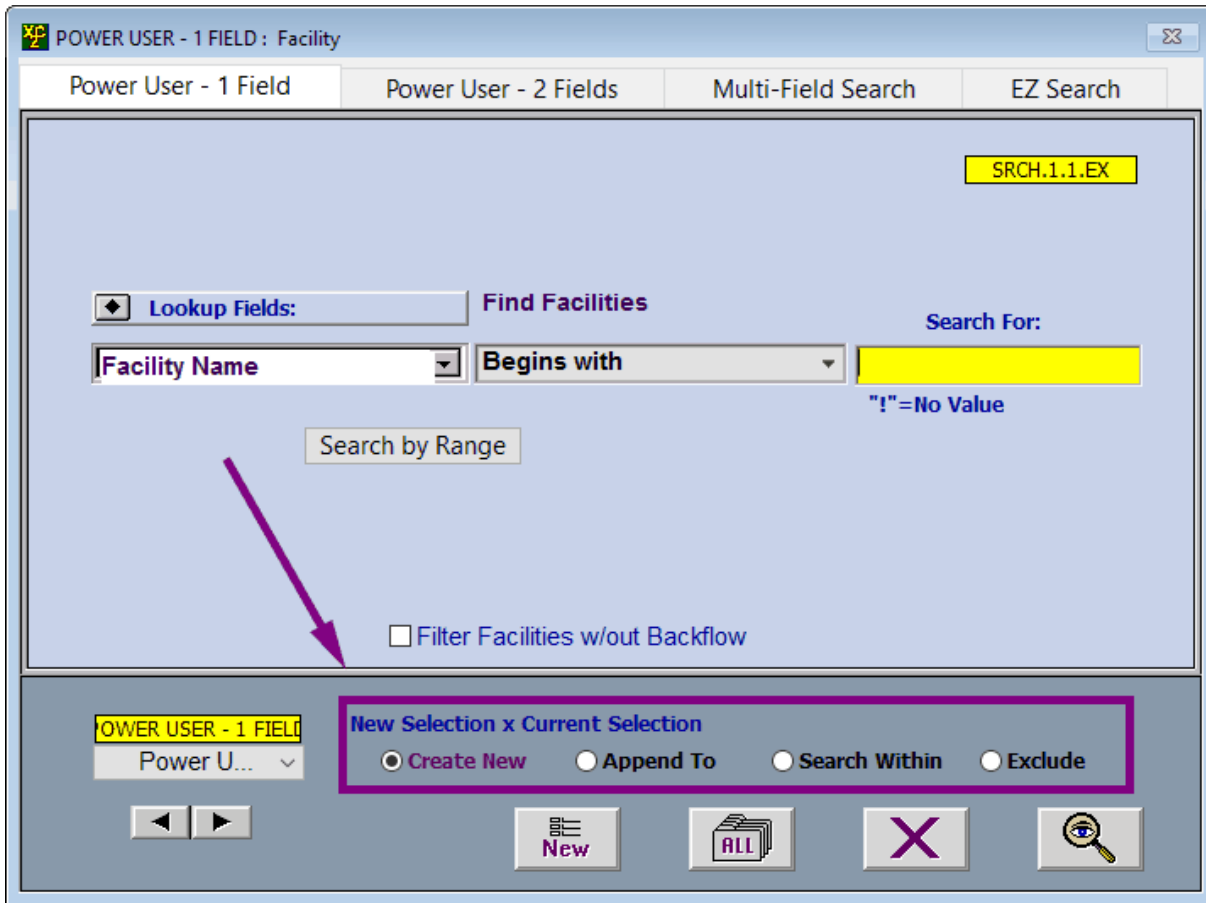 XC2
POWER USER - 1 FIELD : Facility
Power User - 1 Field
Power User - 2 Fields
Multi-Field Search
EZ Search
SRCH.1.1.EX
Lookup Fields:
Find Facilities
Search For:
Facility Name
Begins with
"!"=No Value
Search by Range
Filter Facilities w/out Backflow
OWER USER - 1 FIEL
New Selection x Current Selection
Power U...
Create New
Append To
Search Within
Exclude
New
ALL